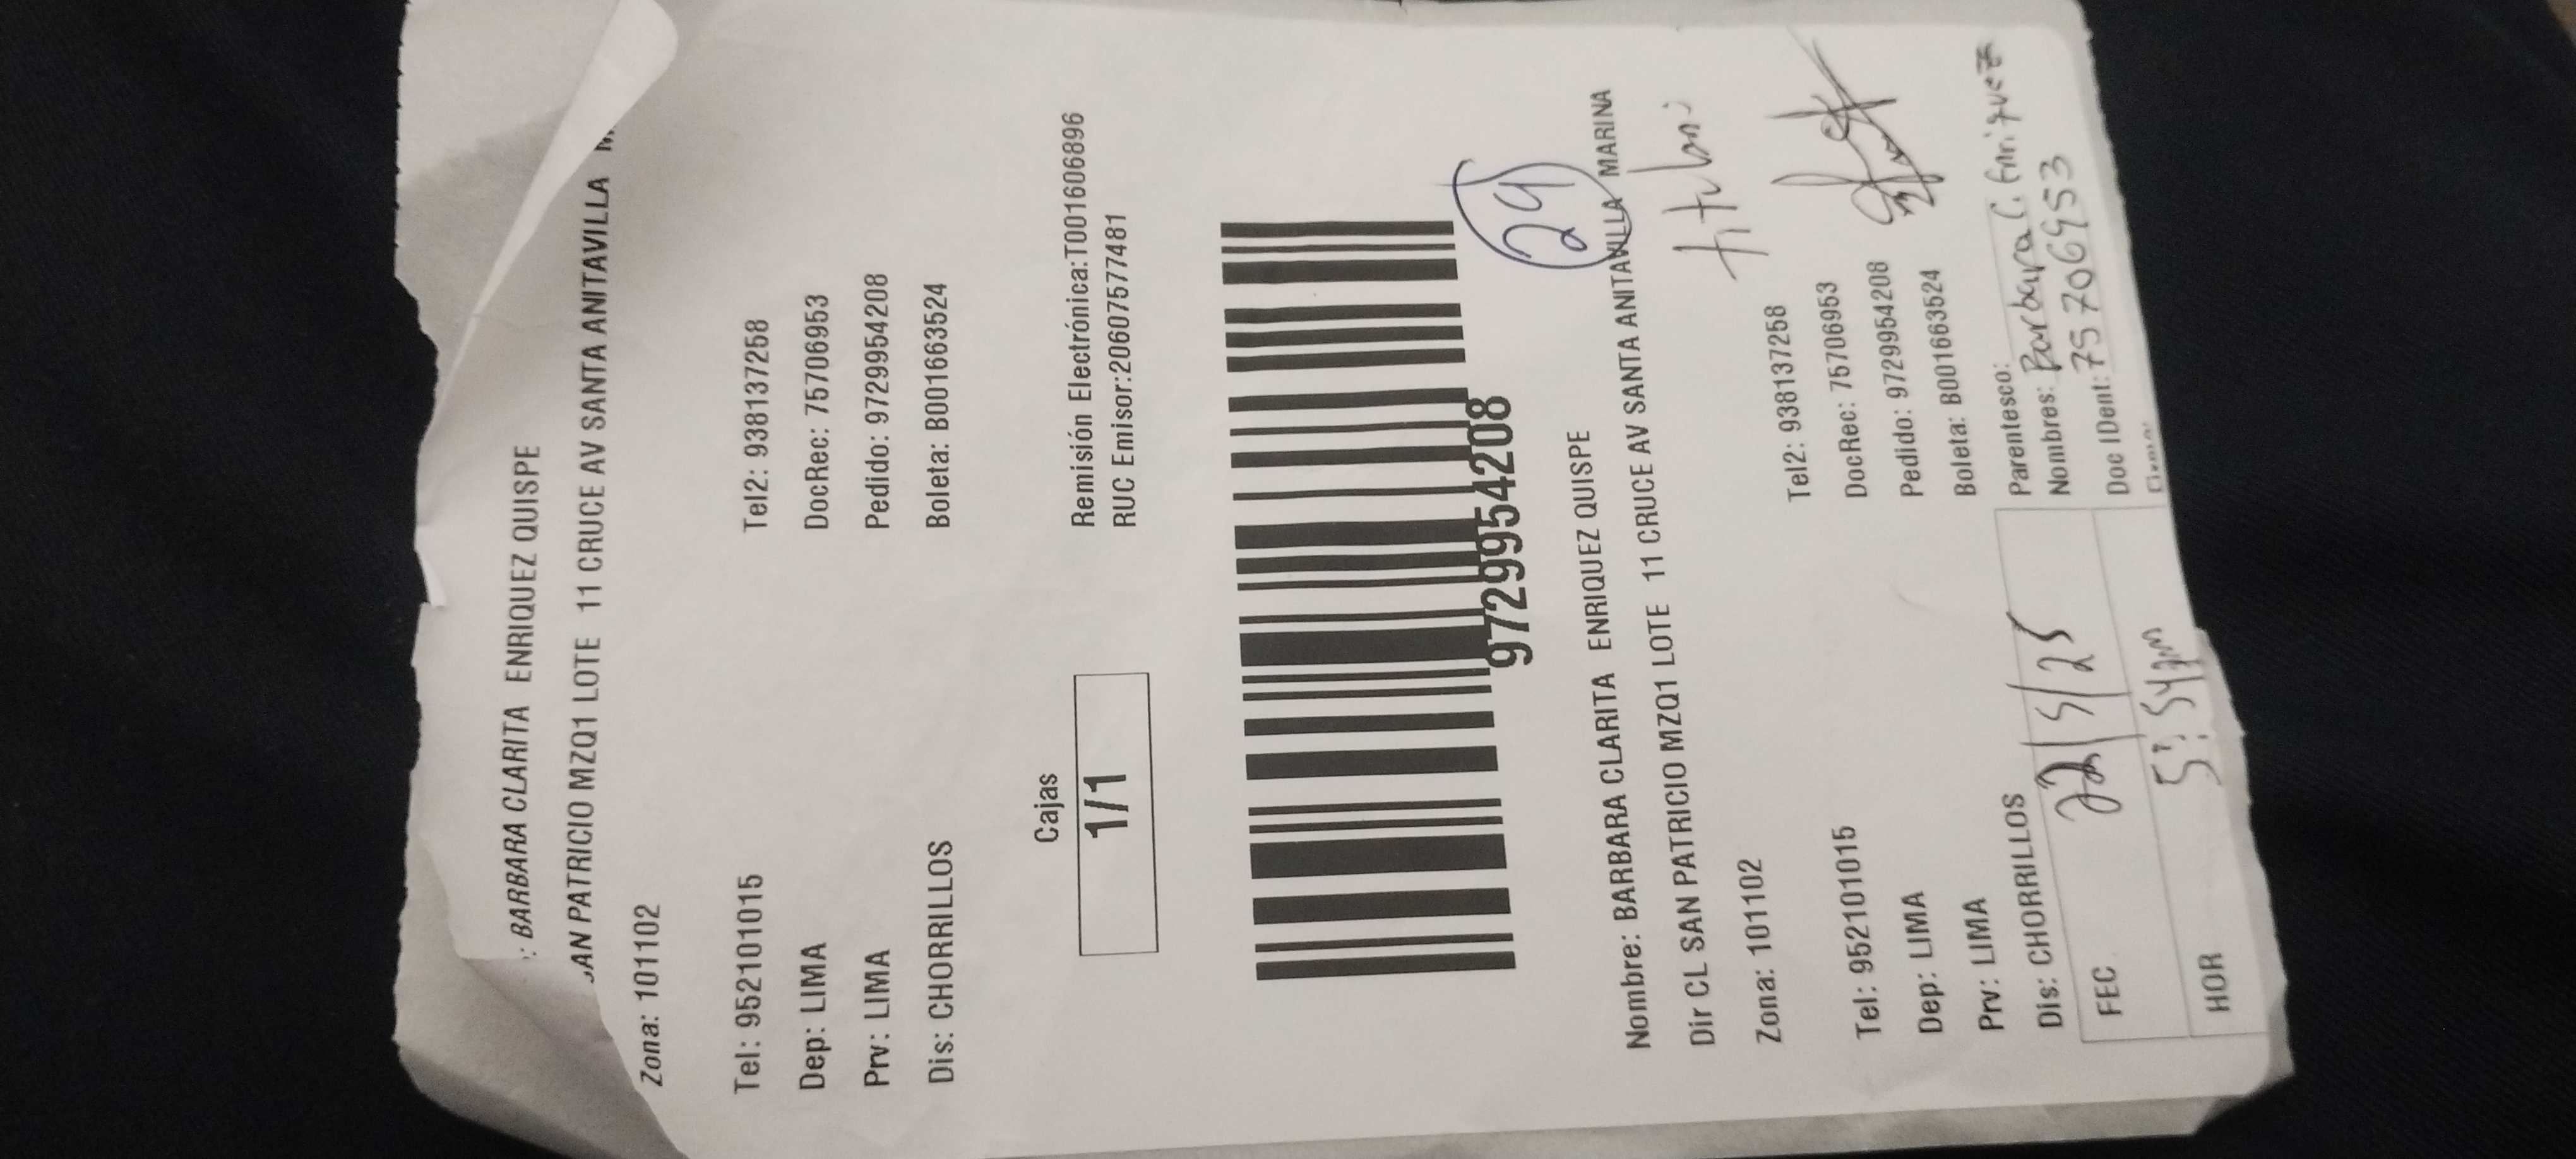 : BARBARA CLARITA ENRIQUEZ QUISPE
SAN PATRICIO MZQ1 LOTE 11 CRUCE AV SANTA ANITAVILLA
Zona: 101102
Tel: 952101015 Tel2: 938137258
Dep: LIMA DocRec: 75706953
Prv: LIMA Pedido: 9729954208
Dis: CHORRILLOS Boleta: B001663524
Cajas
1/1
Remisión Electrónica:T001606896
RUC Emisor:20607577481
9729954208
29
Nombre: BARBARA CLARITA ENRIQUEZ QUISPE
Dir CL SAN PATRICIO MZQ1 LOTE 11 CRUCE AV SANTA ANITAVILLA MARINA
Zona: 101102
Tel: 952101015 Tel2: 938137258
Dep: LIMA DocRec: 75706953
Prv: LIMA Pedido: 9729954208
Dis: CHORRILLOS Boleta: B001663524
FEC 22/5/25
HOR 5:54pm
Parentesco:
Nombres: Barbara C. Enriquez
Doc IDent: 75706953